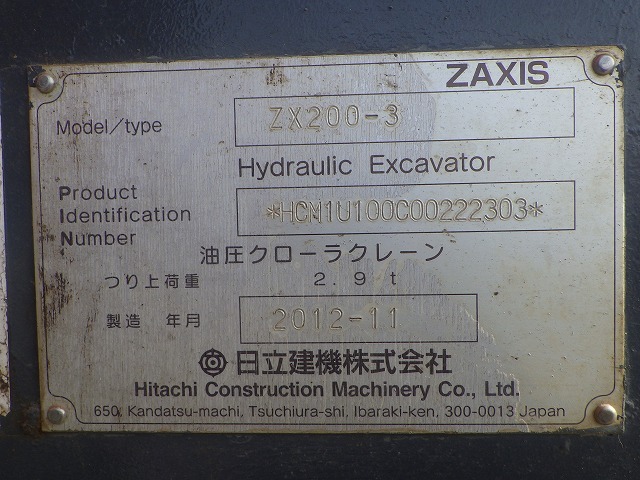 ZAXIS
Model/type ZX200-3
Hydraulic Excavator
Product
Identification
Number
*HCM1U100C00222303*
油圧クローラクレーン
つり上荷重 2.9t
製造 年月 2012-11
日立建機株式会社
Hitachi Construction Machinery Co., Ltd.
650, Kandatsu-machi, Tsuchiura-shi, Ibaraki-ken, 300-0013 Japan